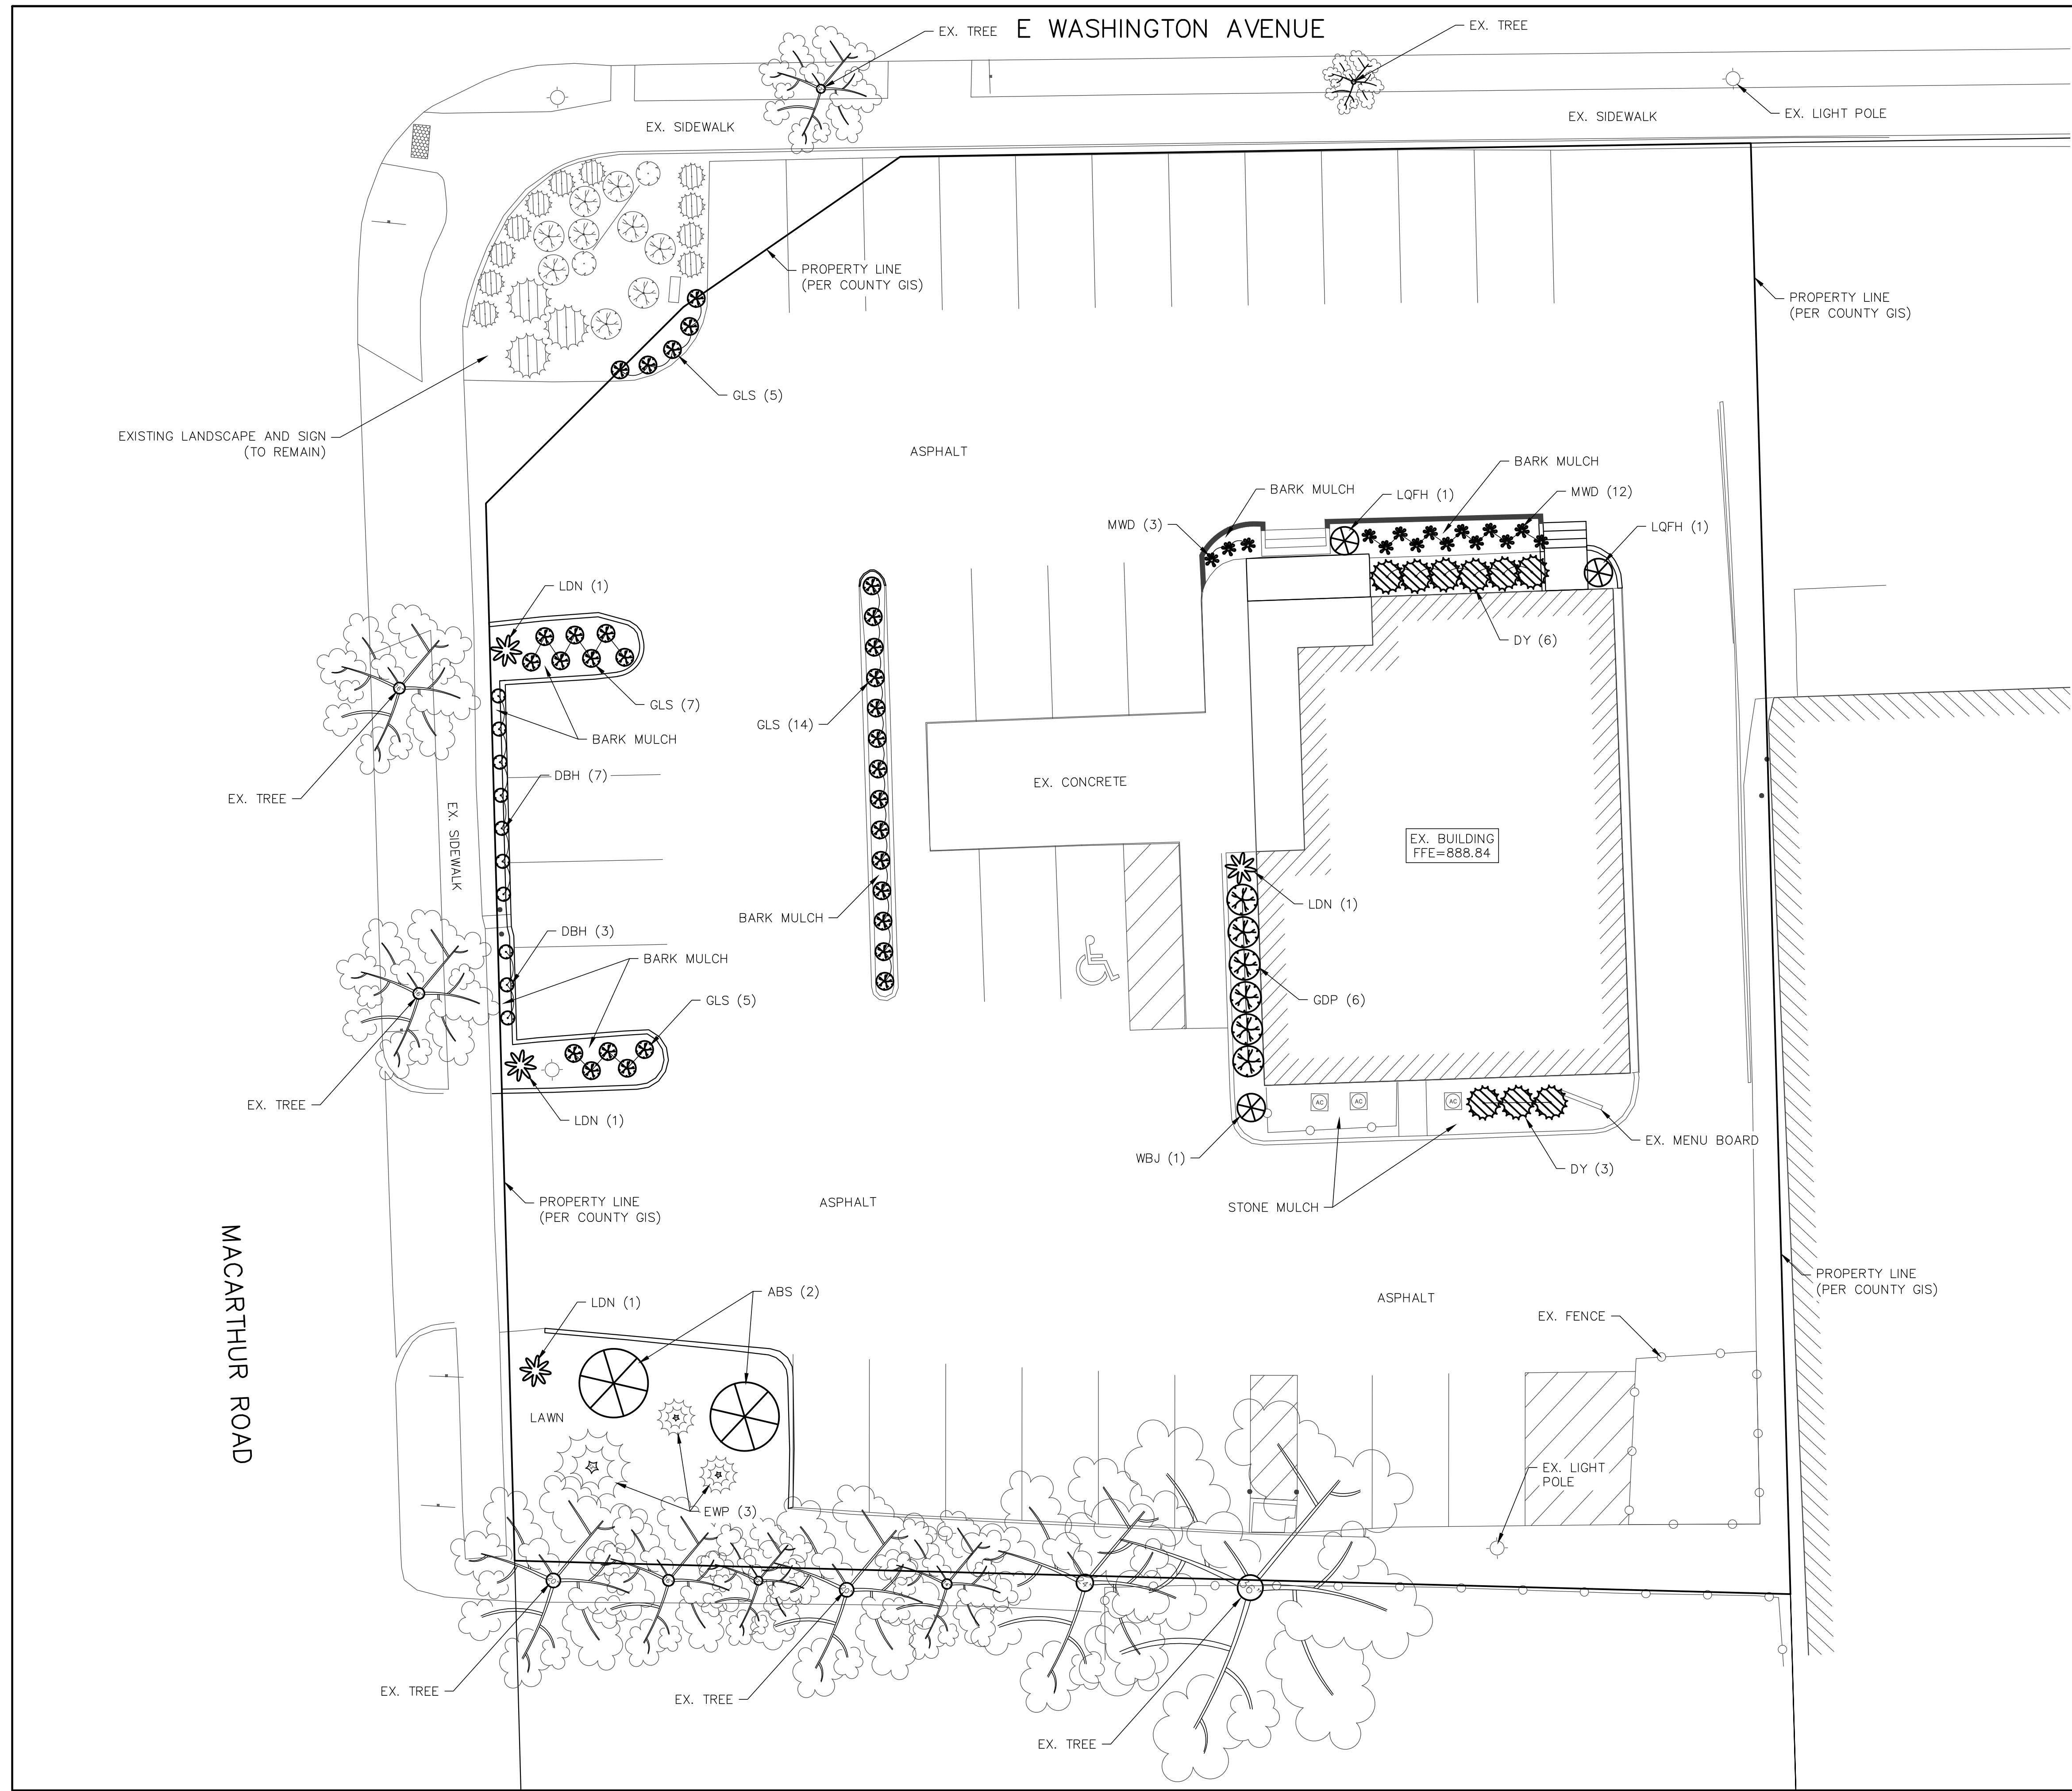 EX. TREE
E WASHINGTON AVENUE
EX. TREE
EX. LIGHT POLE
EX. SIDEWALK
EX. SIDEWALK
PROPERTY LINE
(PER COUNTY GIS)
PROPERTY LINE
(PER COUNTY GIS)
GLS (5)
EXISTING LANDSCAPE AND SIGN
(TO REMAIN)
ASPHALT
BARK MULCH
BARK MULCH
LQFH (1)
MWD (12)
MWD (3)
LQFH (1)
LDN (1)
DY (6)
GLS (7)
GLS (14)
BARK MULCH
DBH (7)
EX. CONCRETE
EX. TREE
EX. SIDEWALK
EX. BUILDING
FFE=888.84
LDN (1)
BARK MULCH
DBH (3)
BARK MULCH
GLS (5)
GDP (6)
EX. TREE
LDN (1)
AC
AC
AC
EX. MENU BOARD
WBJ (1)
DY (3)
PROPERTY LINE
(PER COUNTY GIS)
ASPHALT
STONE MULCH
MACARTHUR ROAD
PROPERTY LINE
(PER COUNTY GIS)
ABS (2)
LDN (1)
ASPHALT
EX. FENCE
LAWN
EX. LIGHT
POLE
EWP (3)
EX. TREE
EX. TREE
EX. TREE